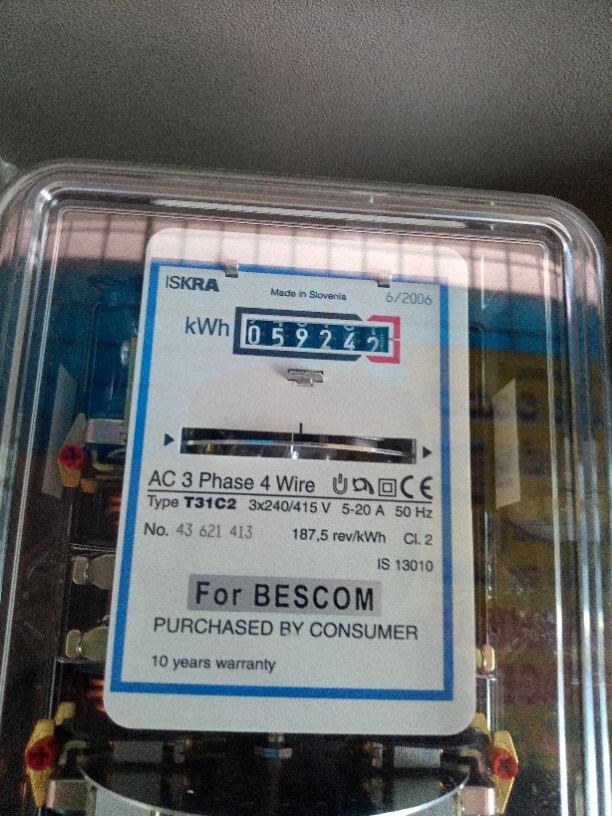 ISKRA
Made in Slovenia
6/2006
kWh 059242
AC 3 Phase 4 Wire CE
Type T31C2 3x240/415 V 5-20 A 50 Hz
No. 43 621 413 187,5 rev/kWh Cl. 2
IS 13010
For BESCOM
PURCHASED BY CONSUMER
10 years warranty